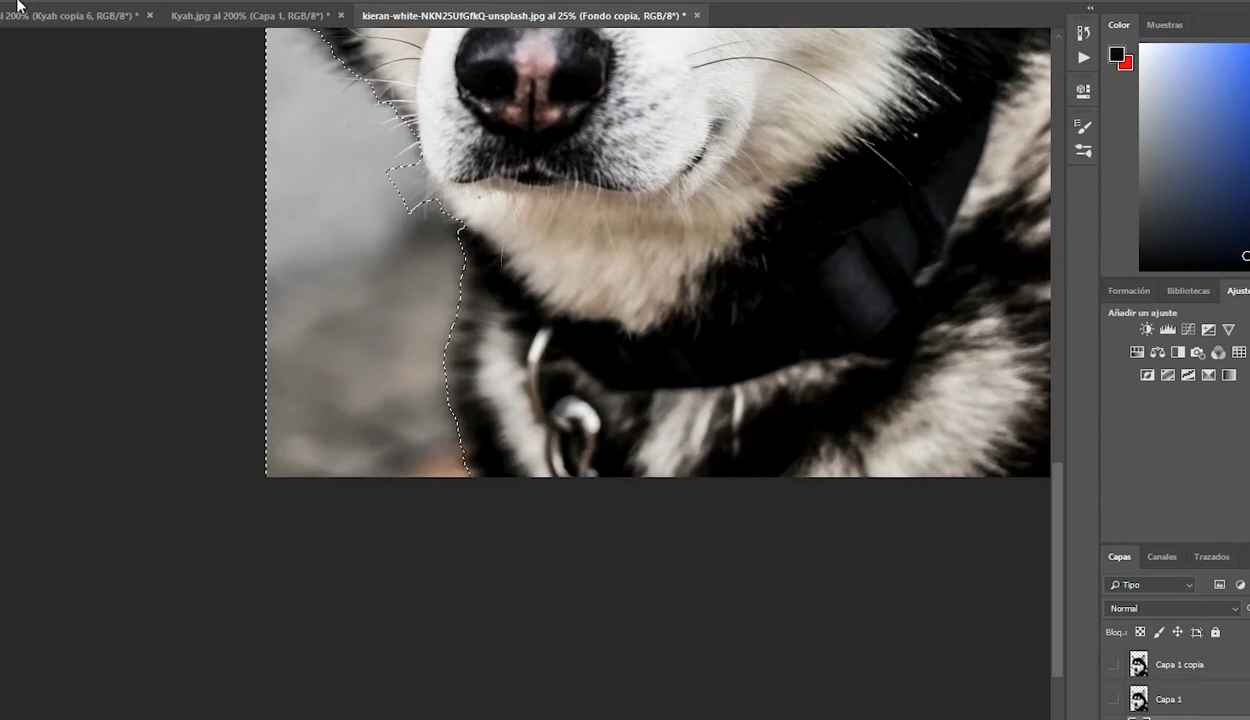 al 200% (Kyah copia 6, RGB/8*) *
Kyah.jpg al 200% (Capa 1, RGB/8*) *
kieran-white-NKN25UfGfkQ-unsplash.jpg al 25% (Fondo copia, RGB/8*) *
Color
Muestras
Formación
Bibliotecas
Ajuste
Añadir un ajuste
Capas
Canales
Trazados
Tipo
Normal
Bloq.:
Capa 1 copia
Capa 1